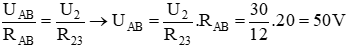 U_AB/R_AB = U_2/R_23 → U_AB = U_2/R_23 . R_AB = 30/12 . 20 = 50V